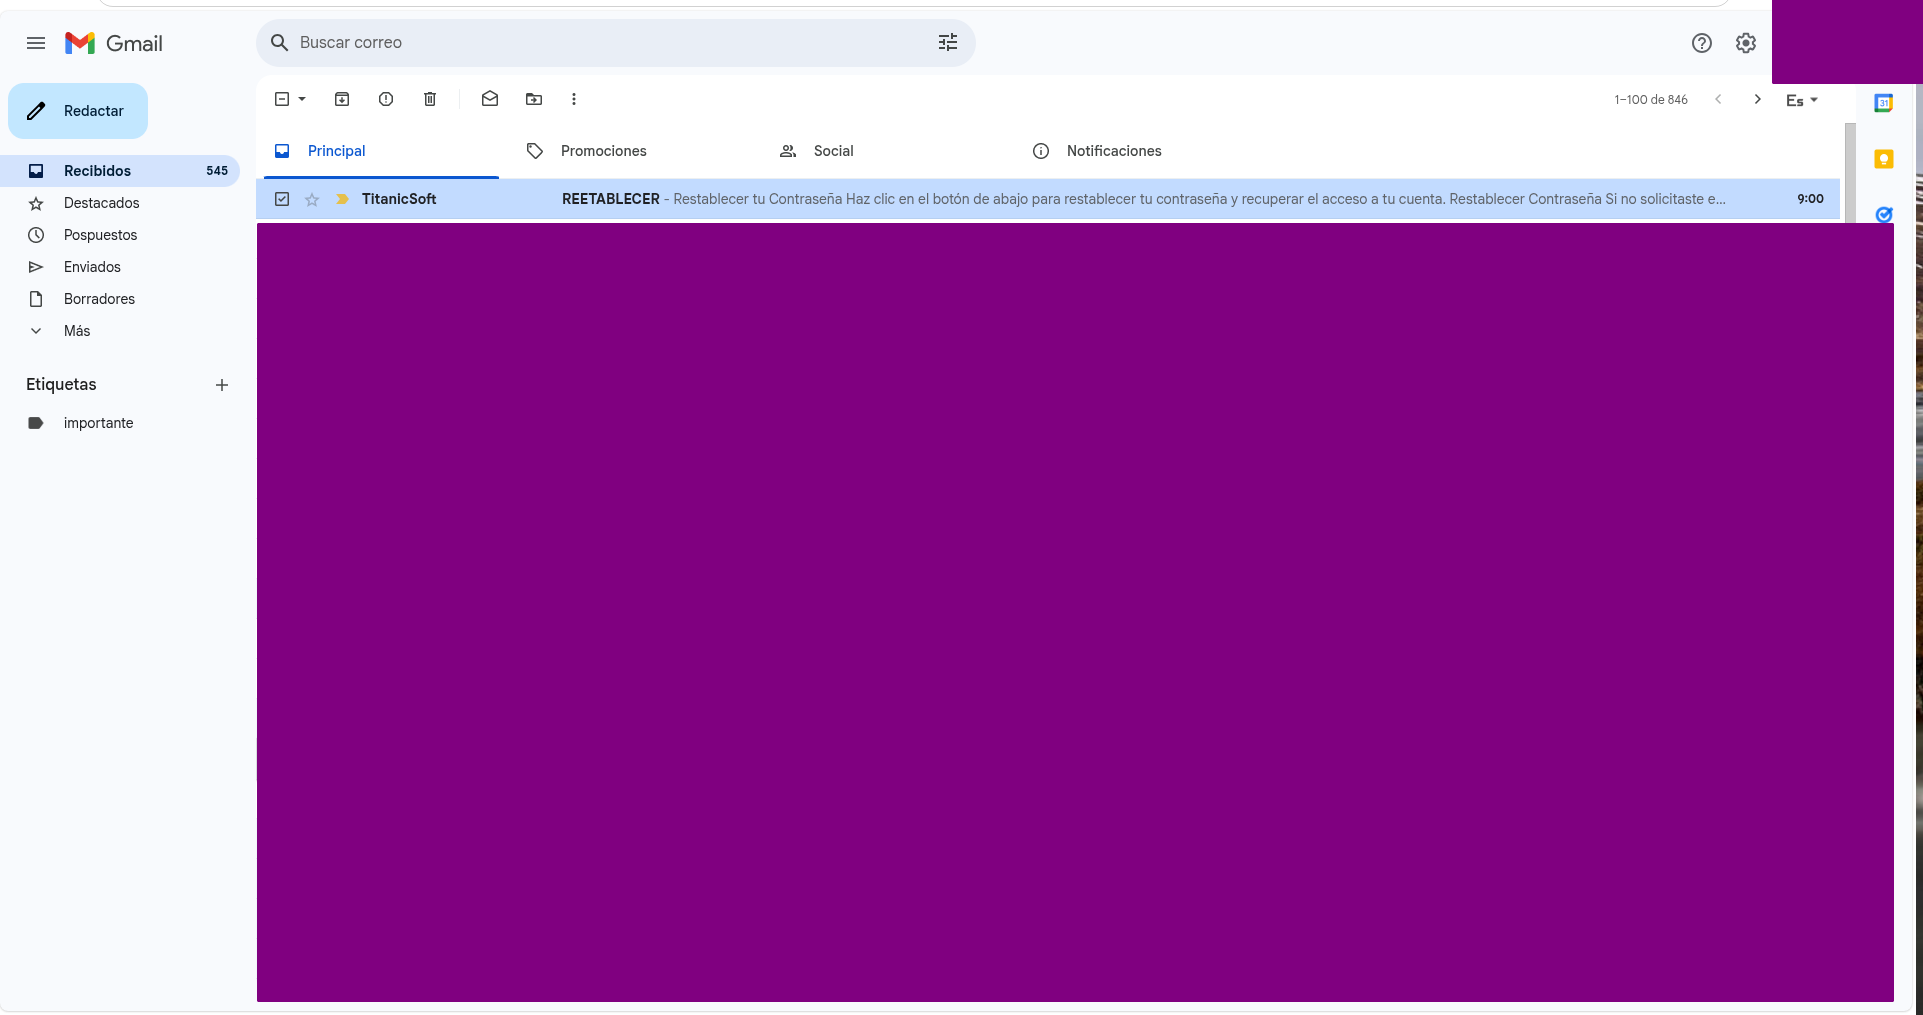 Gmail
Buscar correo
Redactar
1–100 de 846
Es
31
Recibidos 545
Destacados
Pospuestos
Enviados
Borradores
Más
Etiquetas
importante
Principal
Promociones
Social
Notificaciones
TitanicSoft
REETABLECER - Restablecer tu Contraseña Haz clic en el botón de abajo para restablecer tu contraseña y recuperar el acceso a tu cuenta. Restablecer Contraseña Si no solicitaste e...
9:00